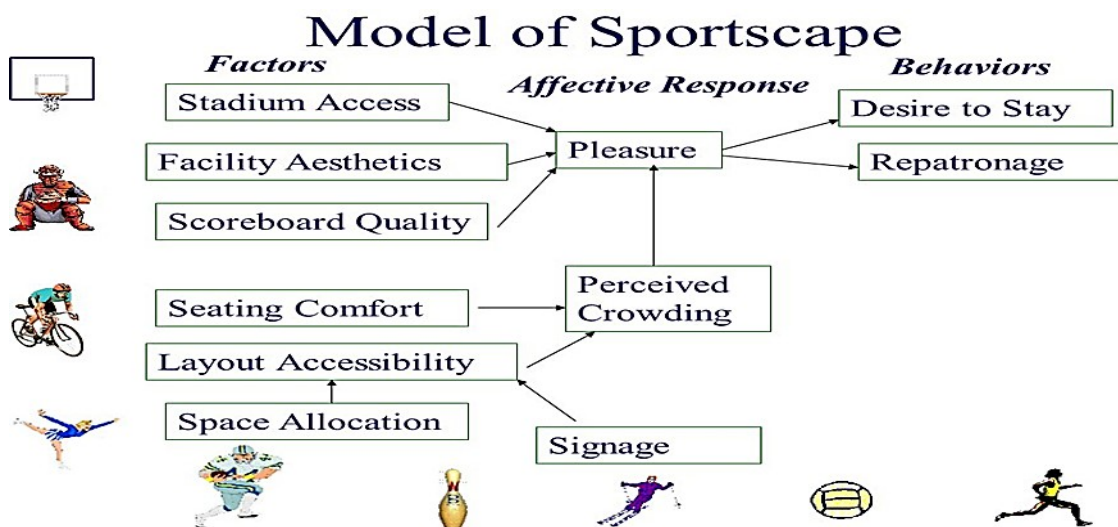 Model of Sportscape
Factors
Affective Response
Behaviors
Stadium Access
Desire to Stay
Facility Aesthetics
Pleasure
Repatronage
Scoreboard Quality
Seating Comfort
Perceived
Crowding
Layout Accessibility
Space Allocation
Signage